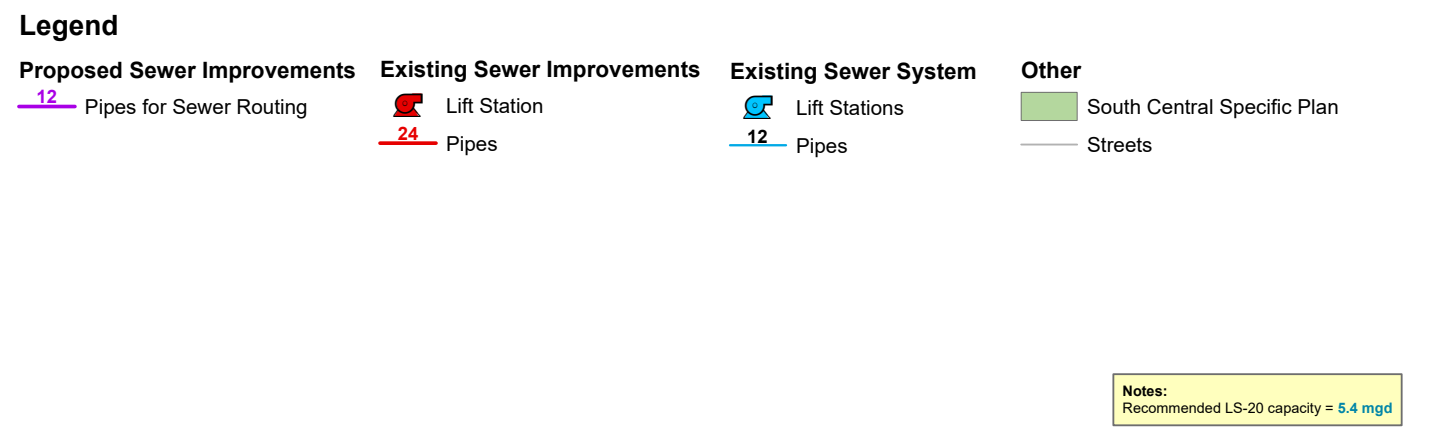 Legend
Proposed Sewer Improvements
12
Pipes for Sewer Routing
Existing Sewer Improvements
Lift Station
24
Pipes
Existing Sewer System
Lift Stations
12
Pipes
Other
South Central Specific Plan
Streets
Notes:
Recommended LS-20 capacity = 5.4 mgd